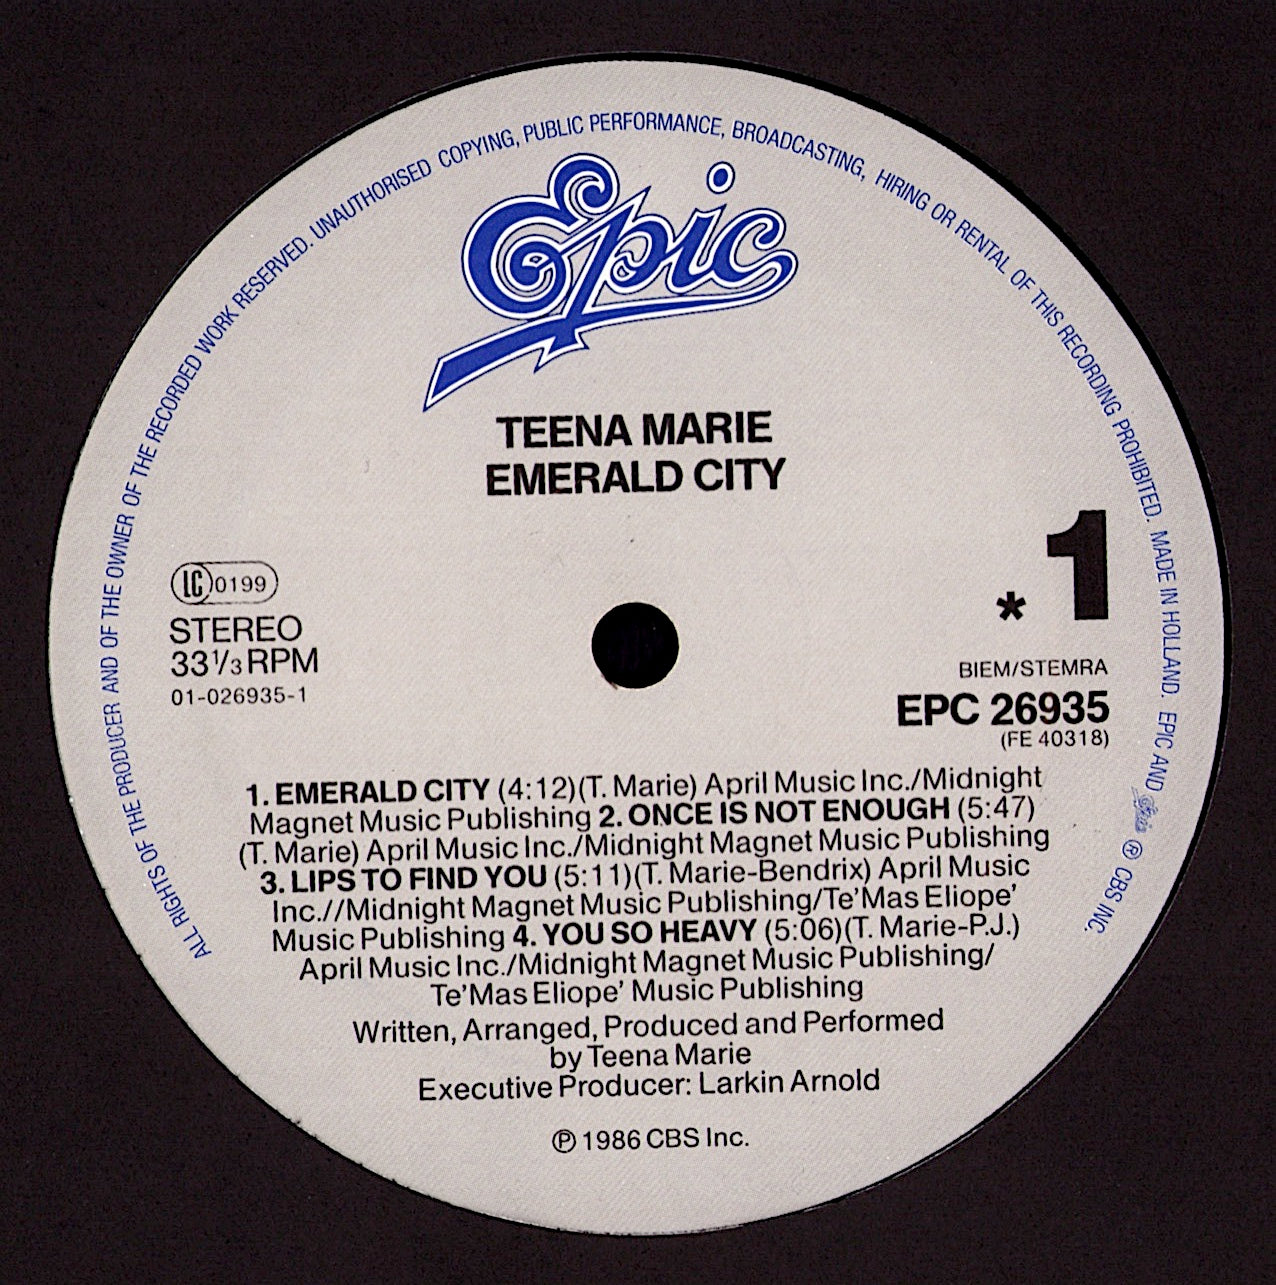 ALL RIGHTS OF THE PRODUCER AND OF THE OWNER OF THE RECORDED WORK RESERVED. UNAUTHORISED COPYING, PUBLIC PERFORMANCE, BROADCASTING, HIRING OR RENTAL OF THIS RECORDING PROHIBITED. MADE IN HOLLAND. EPIC AND Epic ® CBS INC.
Epic
TEENA MARIE
EMERALD CITY
LC 0199
STEREO
33 1/3 RPM
01-026935-1
* 1
BIEM/STEMRA
EPC 26935
(FE 40318)
1. EMERALD CITY (4:12)(T. Marie) April Music Inc./Midnight
Magnet Music Publishing 2. ONCE IS NOT ENOUGH (5:47)
(T. Marie) April Music Inc./Midnight Magnet Music Publishing
3. LIPS TO FIND YOU (5:11)(T. Marie-Bendrix) April Music
Inc.//Midnight Magnet Music Publishing/Te'Mas Eliope'
Music Publishing 4. YOU SO HEAVY (5:06)(T. Marie-P.J.)
April Music Inc./Midnight Magnet Music Publishing/
Te'Mas Eliope' Music Publishing
Written, Arranged, Produced and Performed
by Teena Marie
Executive Producer: Larkin Arnold
℗ 1986 CBS Inc.